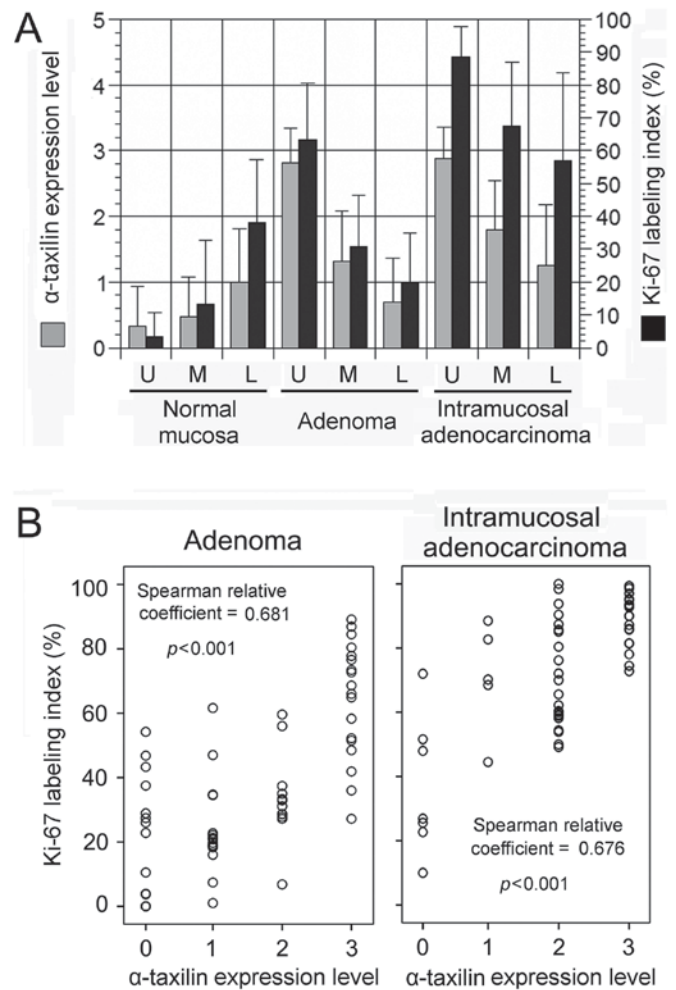 A
α-taxilin expression level
5
4
3
2
1
0
100
90
80
70
60
50
40
30
20
10
0
Ki-67 labeling index (%)
U M L U M L U M L
Normal
mucosa
Adenoma
Intramucosal
adenocarcinoma
B
Adenoma
Intramucosal
adenocarcinoma
Ki-67 labeling index (%)
100
80
60
40
20
0
Spearman relative
coefficient = 0.681
p<0.001
Spearman relative
coefficient = 0.676
p<0.001
0 1 2 3
0 1 2 3
α-taxilin expression level
α-taxilin expression level